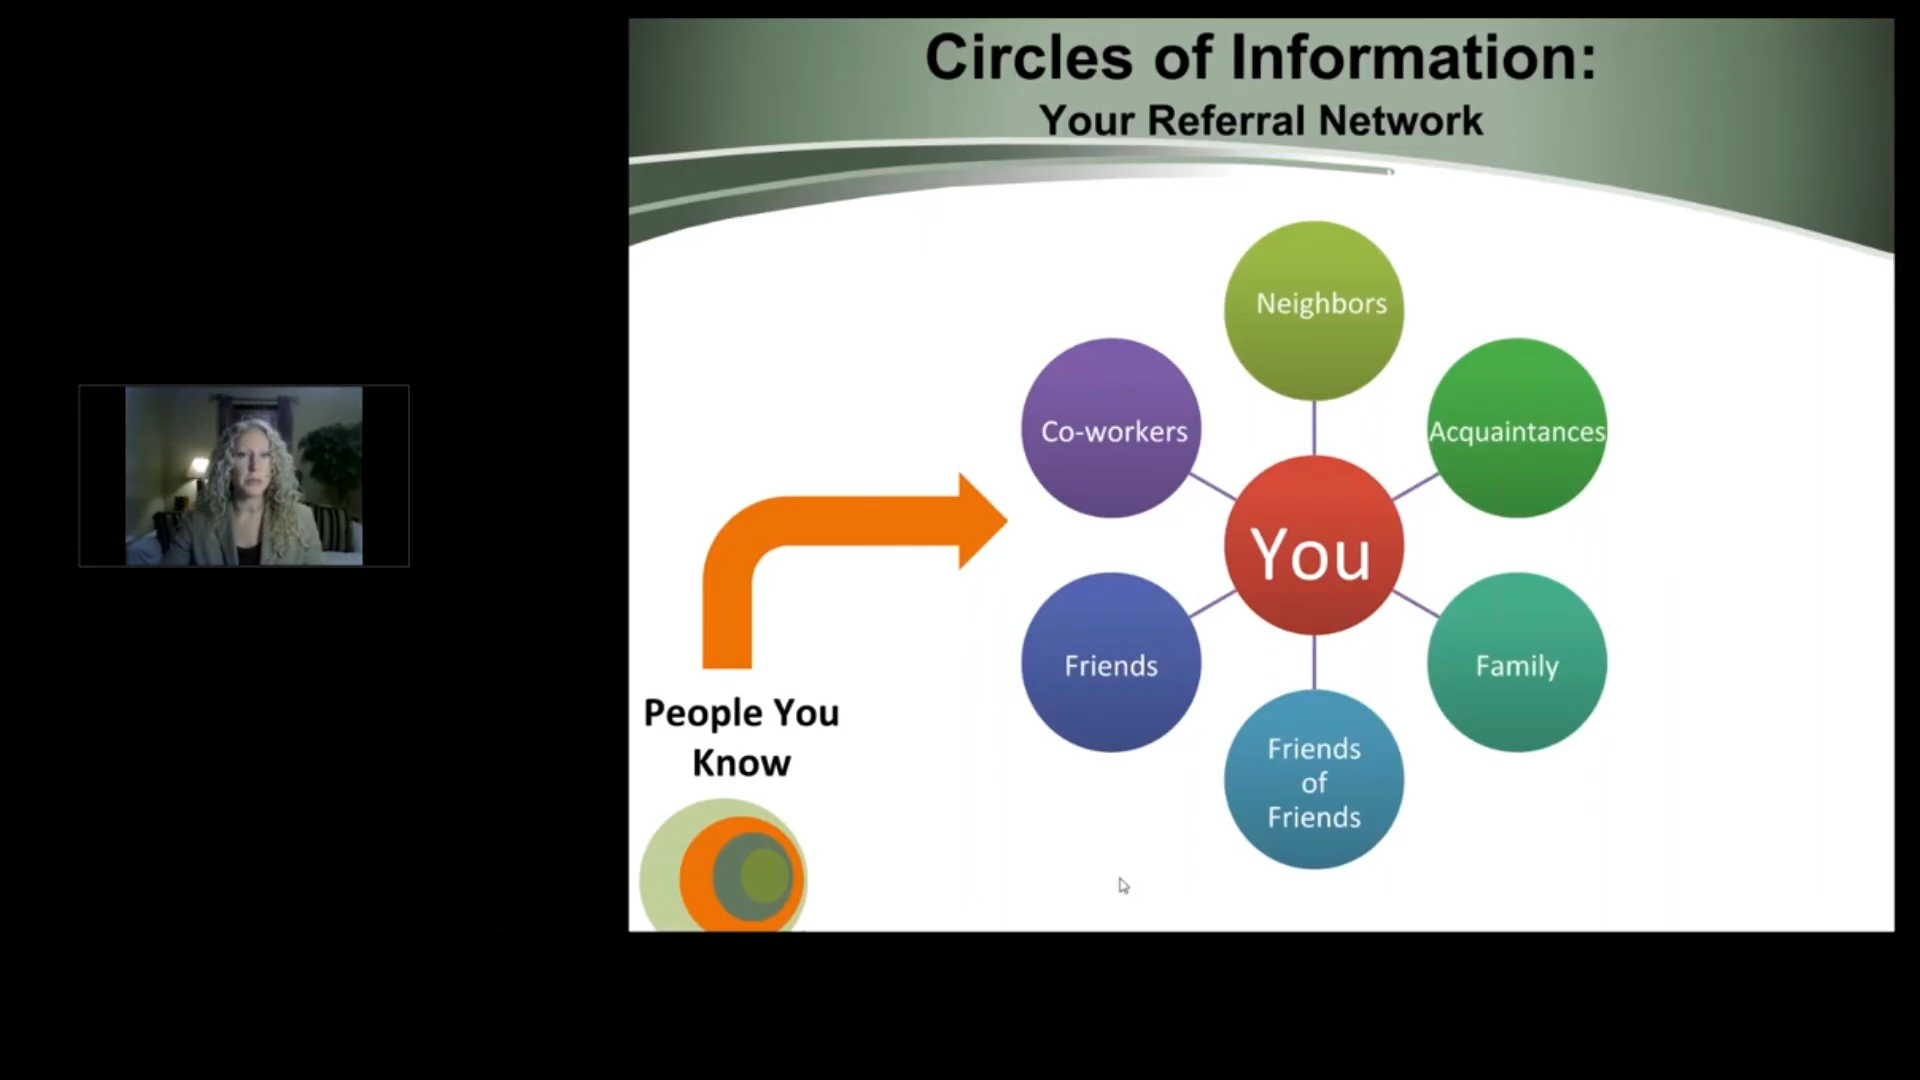 Circles of Information:
Your Referral Network
Neighbors
Co-workers
Acquaintances
You
Friends
Family
Friends
of
Friends
People You
Know